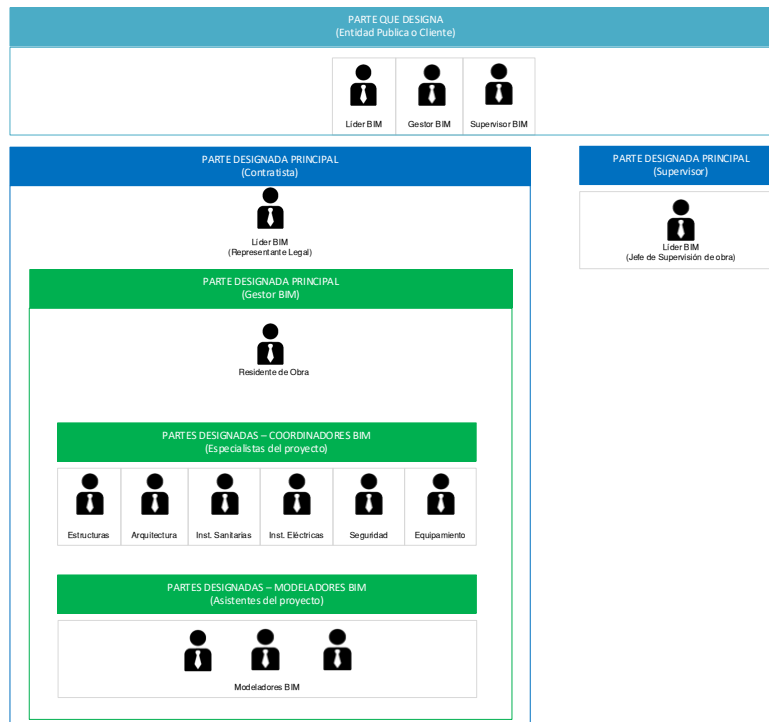 PARTE QUE DESIGNA
(Entidad Publica o Cliente)
Líder BIM
Gestor BIM
Supervisor BIM
PARTE DESIGNADA PRINCIPAL
(Contratista)
Líder BIM
(Representante Legal)
PARTE DESIGNADA PRINCIPAL
(Gestor BIM)
Residente de Obra
PARTES DESIGNADAS – COORDINADORES BIM
(Especialistas del proyecto)
Estructuras
Arquitectura
Inst. Sanitarias
Inst. Eléctricas
Seguridad
Equipamiento
PARTES DESIGNADAS – MODELADORES BIM
(Asistentes del proyecto)
Modeladores BIM
PARTE DESIGNADA PRINCIPAL
(Supervisor)
Líder BIM
(Jefe de Supervisión de obra)